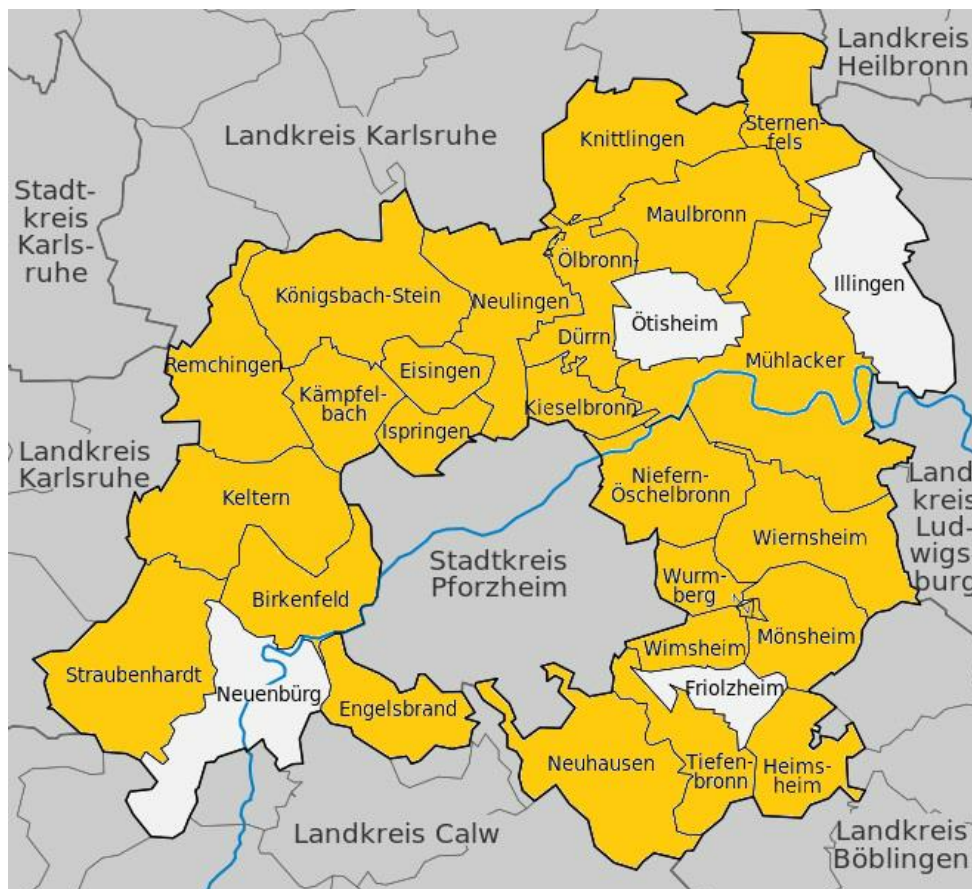 Landkreis
Heilbronn
Landkreis Karlsruhe
Knittlingen
Sternen-
fels
Stadt-
kreis
Karls-
ruhe
Maulbronn
Ölbronn-
Dürrn
Illingen
Königsbach-Stein
Neulingen
Ötisheim
Remchingen
Eisingen
Mühlacker
Kämpfel-
bach
Ispringen
Kieselbronn
Landkreis
Karlsruhe
Keltern
Niefern-
Öschelbronn
Land
kreis
Lud-
wigs
burg
Wiernsheim
Stadtkreis
Pforzheim
Wurm-
berg
Birkenfeld
Mönsheim
Wimsheim
Straubenhardt
Neuenbürg
Friolzheim
Engelsbrand
Neuhausen
Tiefen-
bronn
Heims-
heim
Landkreis Calw
Landkreis
Böblingen